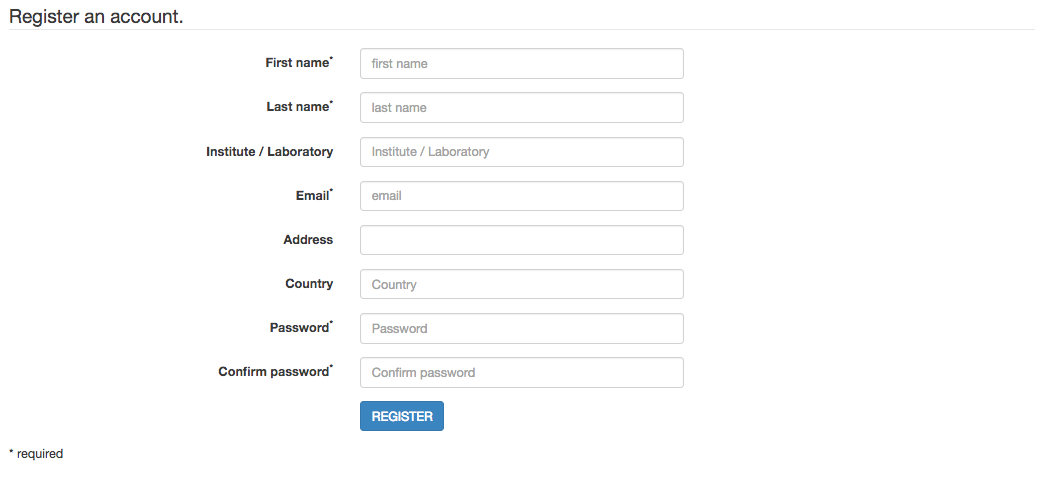 Register an account.
First name* first name
Last name* last name
Institute / Laboratory Institute / Laboratory
Email* email
Address
Country Country
Password* Password
Confirm password* Confirm password
REGISTER
* required